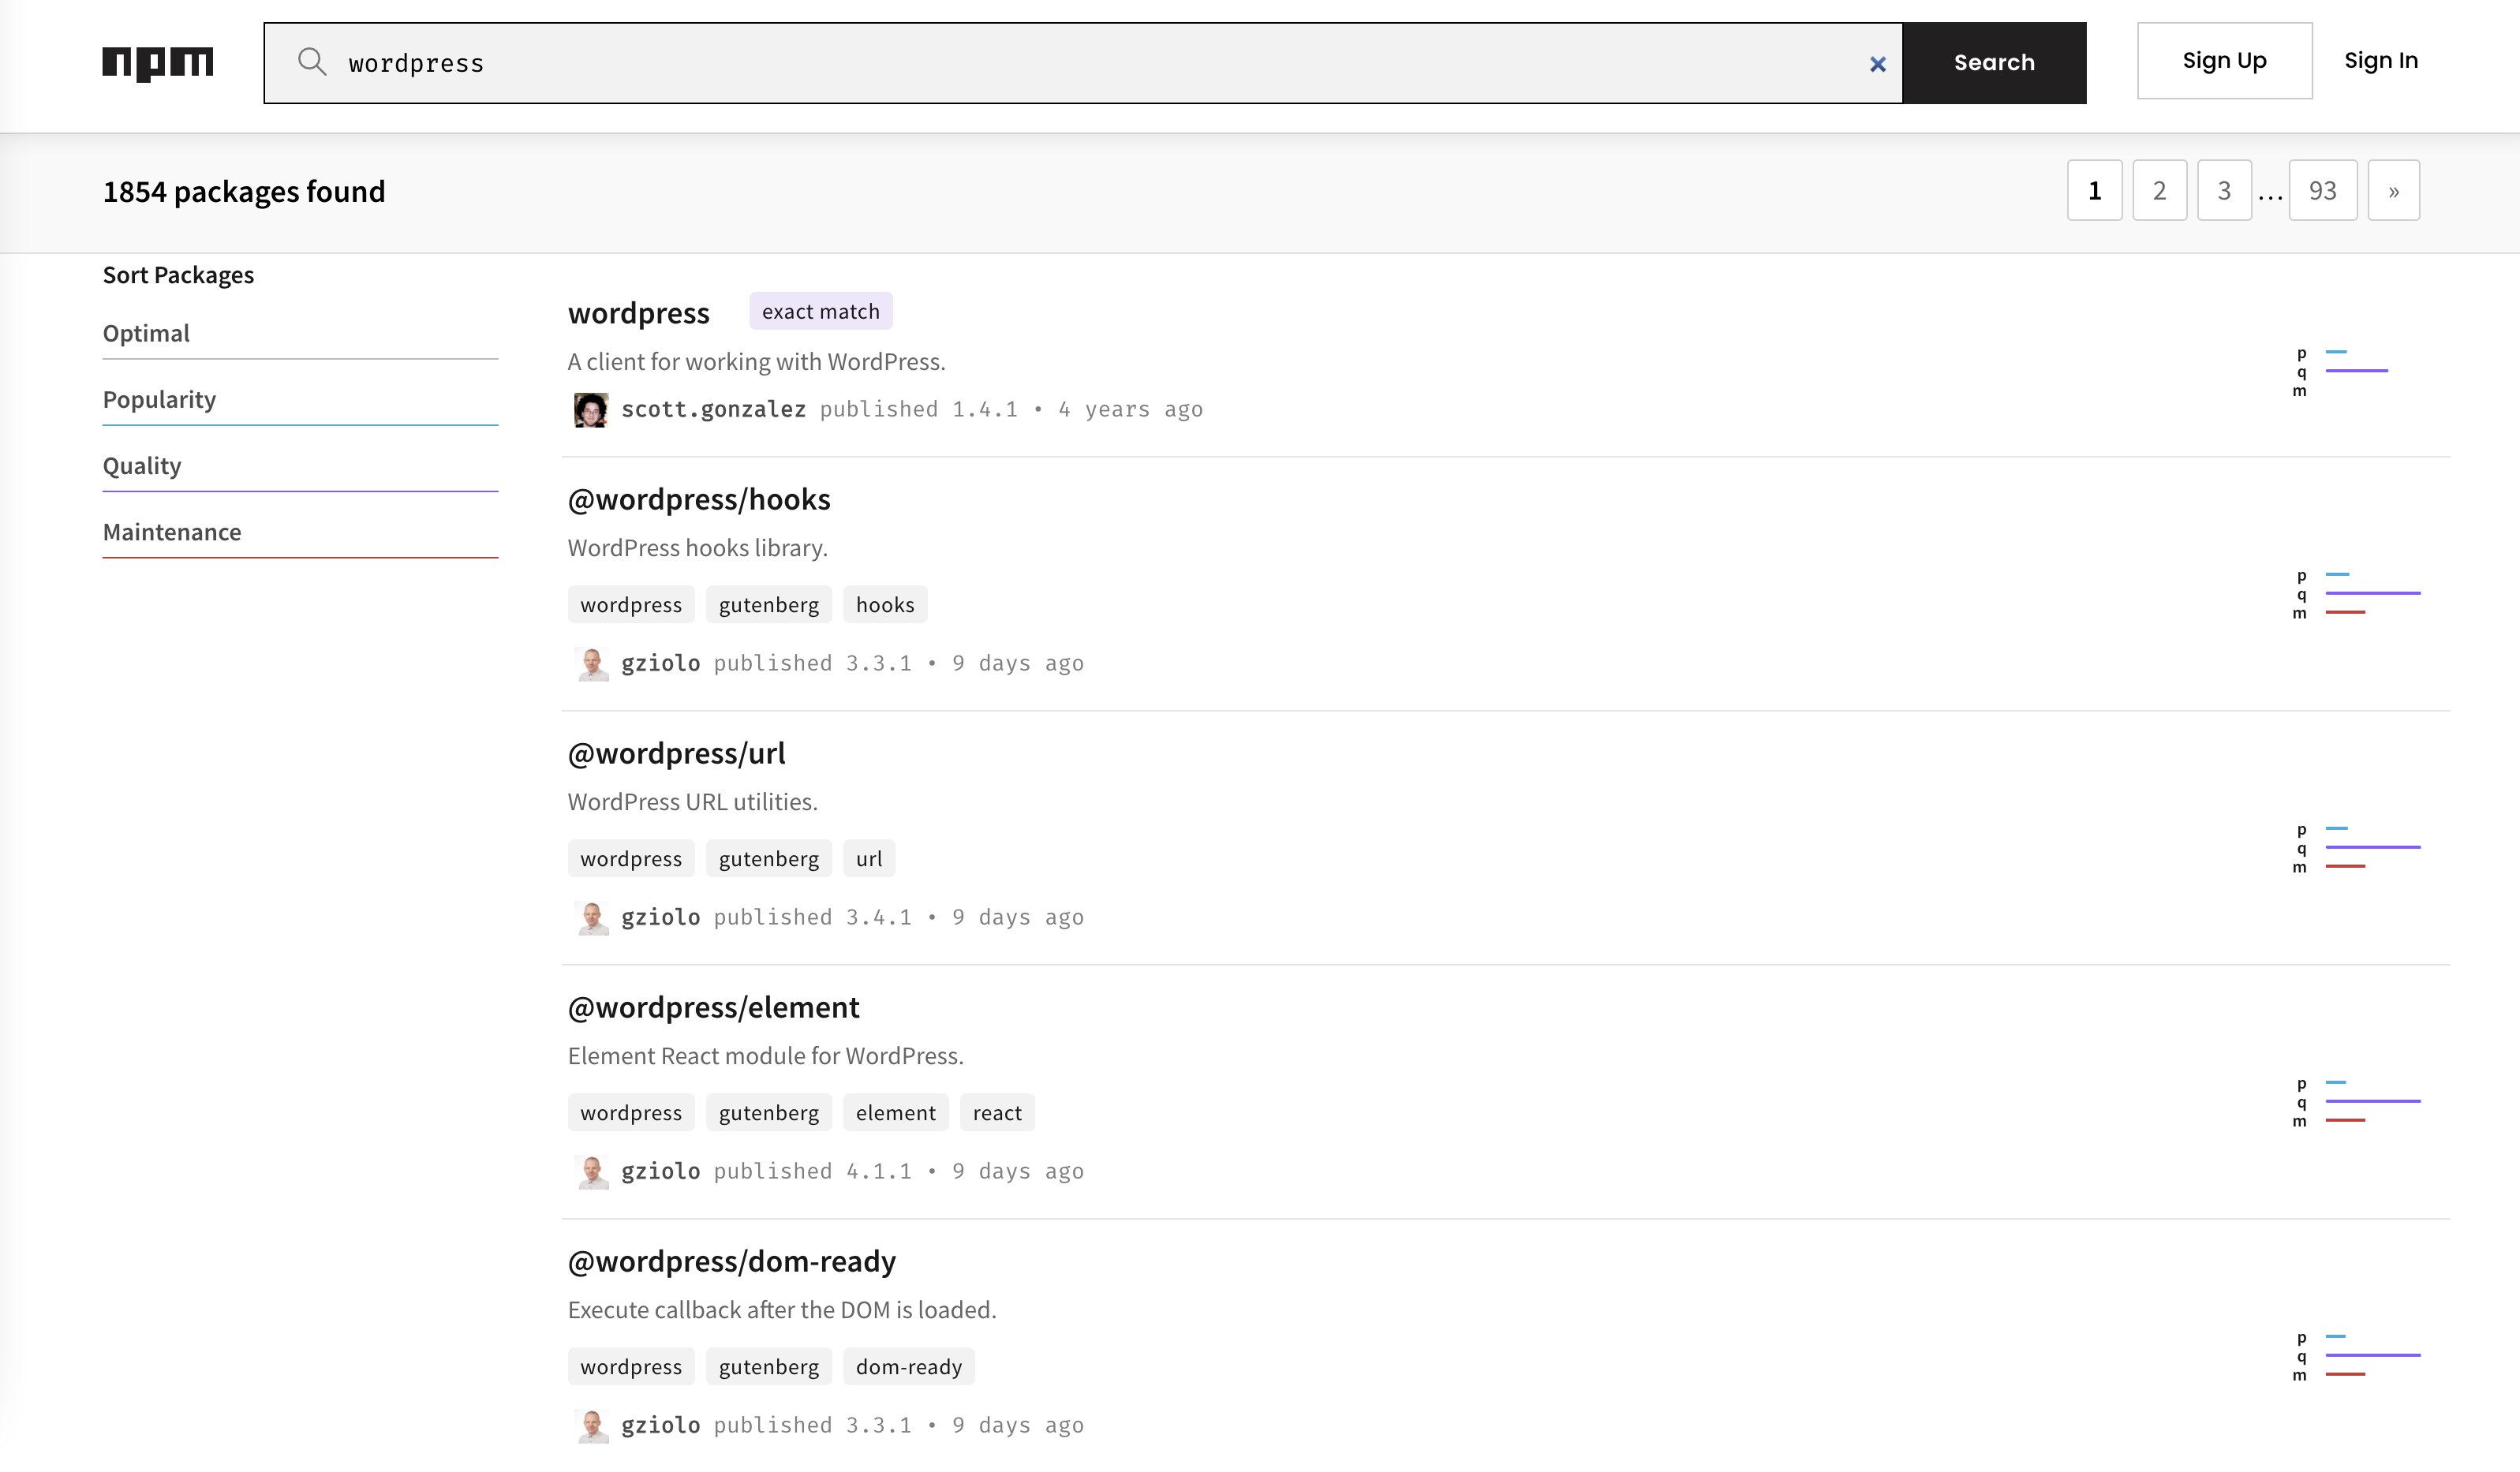 npm
wordpress
×
Search
Sign Up
Sign In
1854 packages found
1 2 3 ... 93 »
Sort Packages
Optimal
Popularity
Quality
Maintenance
wordpress exact match
A client for working with WordPress.
scott.gonzalez published 1.4.1 • 4 years ago
p
q
m
@wordpress/hooks
WordPress hooks library.
wordpress gutenberg hooks
gziolo published 3.3.1 • 9 days ago
p
q
m
@wordpress/url
WordPress URL utilities.
wordpress gutenberg url
gziolo published 3.4.1 • 9 days ago
p
q
m
@wordpress/element
Element React module for WordPress.
wordpress gutenberg element react
gziolo published 4.1.1 • 9 days ago
p
q
m
@wordpress/dom-ready
Execute callback after the DOM is loaded.
wordpress gutenberg dom-ready
gziolo published 3.3.1 • 9 days ago
p
q
m